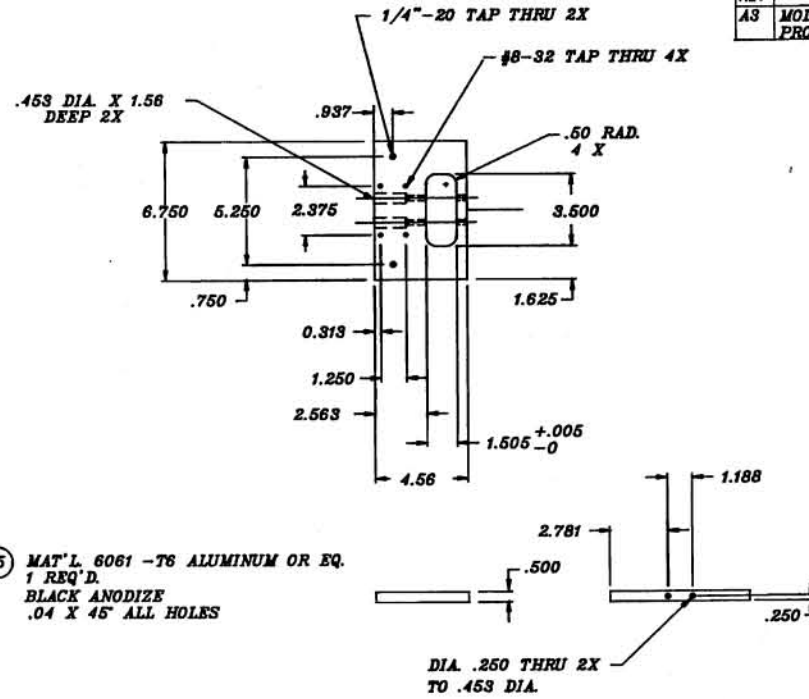 1/4"-20 TAP THRU 2X
A3 MOD
PRO
#8-32 TAP THRU 4X
.453 DIA. X 1.56
DEEP 2X
.937
.50 RAD.
4 X
6.750
5.250
2.375
3.500
.750
1.625
0.313
1.250
2.563
1.505 +.005
-0
4.56
1.188
2.781
MAT'L. 6061 -T6 ALUMINUM OR EQ.
1 REQ'D.
BLACK ANODIZE
.04 X 45° ALL HOLES
.500
.250
DIA. .250 THRU 2X
TO .453 DIA.